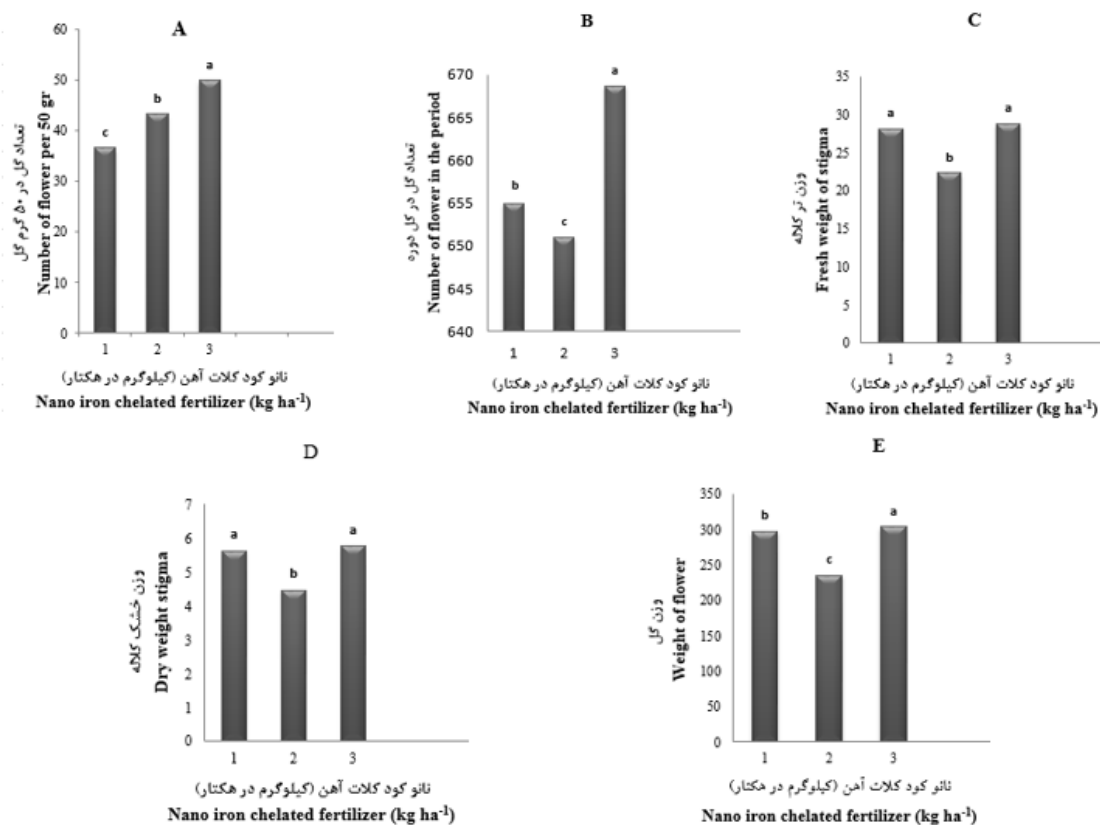 A
تعداد گل در ۵۰ گرم گل
Number of flower per 50 gr
60
50
40
30
20
10
0
c
b
a
1 2 3
نانو کود کلات آهن (کیلوگرم در هکتار)
Nano iron chelated fertilizer (kg ha⁻¹)
B
تعداد گل در کل دوره
Number of flower in the period
670
665
660
655
650
645
640
b
c
a
1 2 3
نانو کود کلات آهن (کیلوگرم در هکتار)
Nano iron chelated fertilizer (kg ha⁻¹)
C
وزن تر کلاله
Fresh weight of stigma
35
30
25
20
15
10
5
0
a
b
a
1 2 3
نانو کود کلات آهن (کیلوگرم در هکتار)
Nano iron chelated fertilizer (kg ha⁻¹)
D
وزن خشک کلاله
Dry weight stigma
7
6
5
4
3
2
1
0
a
b
a
1 2 3
نانو کود کلات آهن (کیلوگرم در هکتار)
Nano iron chelated fertilizer (kg ha⁻¹)
E
وزن گل
Weight of flower
350
300
250
200
150
100
50
0
b
c
a
1 2 3
نانو کود کلات آهن (کیلوگرم در هکتار)
Nano iron chelated fertilizer (kg ha⁻¹)